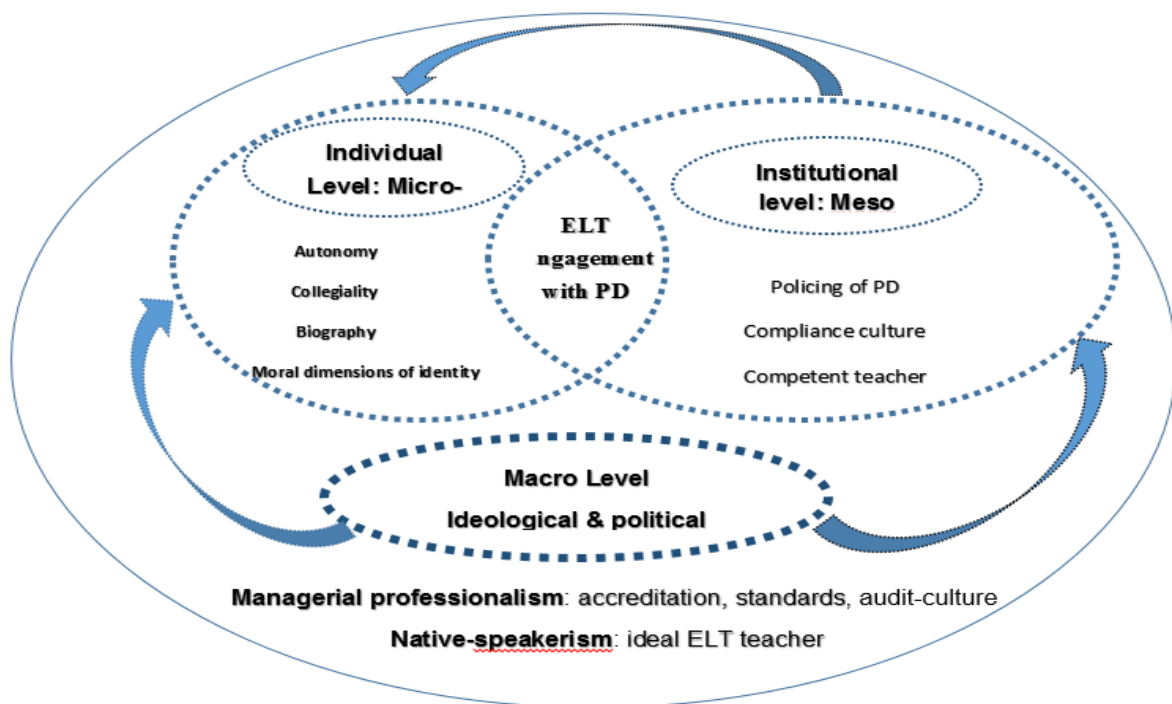 Individual
Level: Micro-
Autonomy
Collegiality
Biography
Moral dimensions of identity
ELT
ngagement
with PD
Institutional
level: Meso
Policing of PD
Compliance culture
Competent teacher
Macro Level
Ideological & political
Managerial professionalism: accreditation, standards, audit-culture
Native-speakerism: ideal ELT teacher